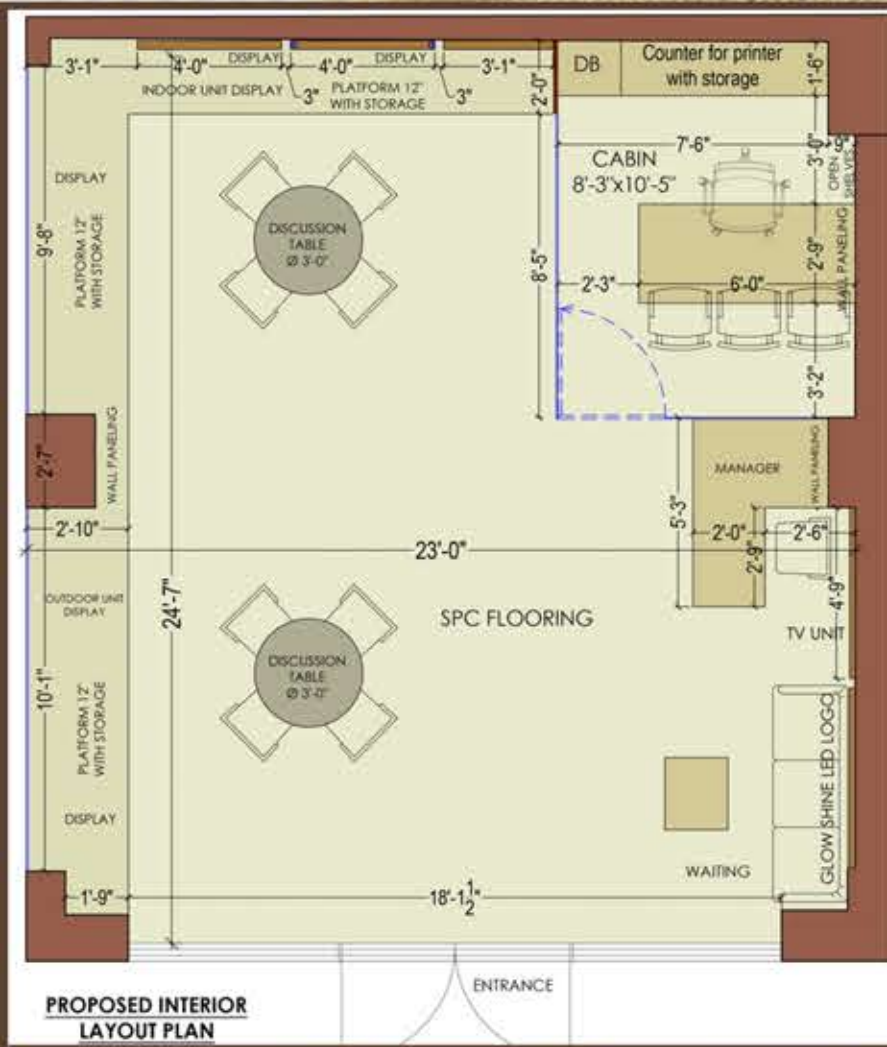 DISPLAY
DISPLAY
3'-1"
4'-0"
4'-0"
3'-1"
INDOOR UNIT DISPLAY
3"
PLATFORM 12"
WITH STORAGE
3"
2'-0"
DB
Counter for printer
with storage
1'-6"
7'-6"
9"
CABIN
8'-3"x10'-5"
3'-0"
OPEN
SHELVES
DISPLAY
9'-8"
PLATFORM 12"
WITH STORAGE
DISCUSSION
TABLE
Ø 3'-0"
8'-5"
2'-3"
6'-0"
2'-9"
WALL PANELING
3'-2"
2'-7"
WALL PANELING
MANAGER
WALL PANELING
5'-3"
2'-0"
2'-6"
2'-9"
4'-9"
2'-10"
23'-0"
24'-7"
OUTDOOR UNIT
DISPLAY
SPC FLOORING
TV UNIT
10'-1"
PLATFORM 12"
WITH STORAGE
DISCUSSION
TABLE
Ø 3'-0"
DISPLAY
GLOW SHINE LED LOGO
WAITING
1'-9"
18'-1½"
ENTRANCE
PROPOSED INTERIOR
LAYOUT PLAN